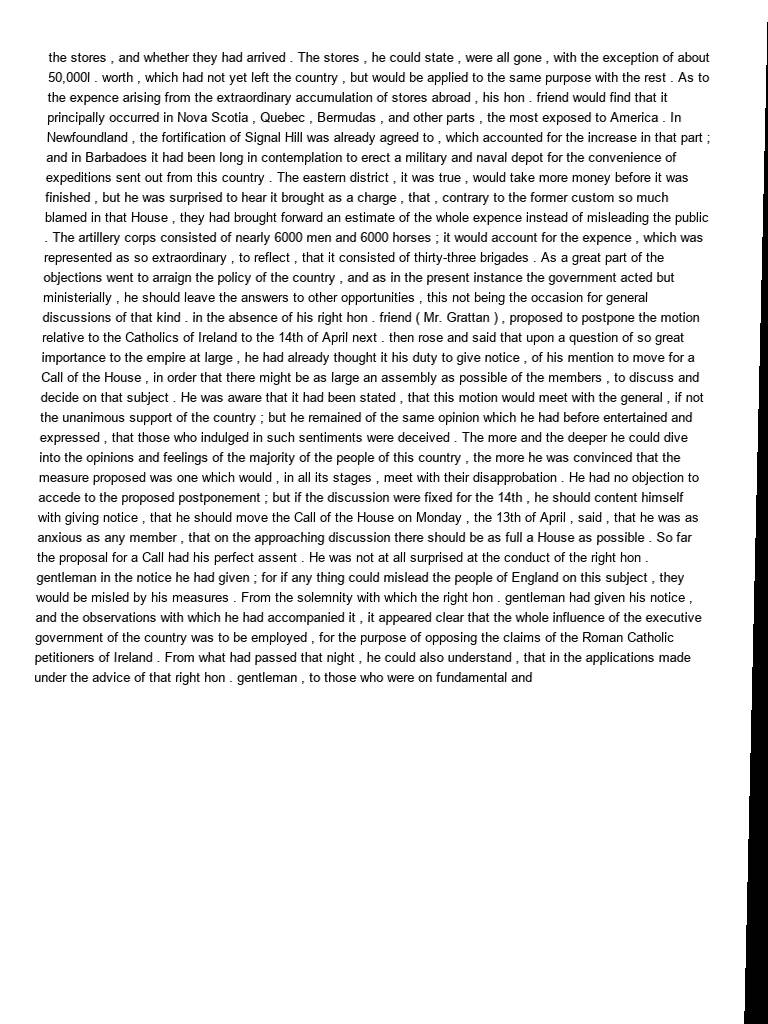 the stores , and whether they had arrived . The stores , he could state , were all gone , with the exception of about
50,000l . worth , which had not yet left the country , but would be applied to the same purpose with the rest . As to
the expence arising from the extraordinary accumulation of stores abroad , his hon . friend would find that it
principally occurred in Nova Scotia , Quebec , Bermudas , and other parts , the most exposed to America . In
Newfoundland , the fortification of Signal Hill was already agreed to , which accounted for the increase in that part ;
and in Barbadoes it had been long in contemplation to erect a military and naval depot for the convenience of
expeditions sent out from this country . The eastern district , it was true , would take more money before it was
finished , but he was surprised to hear it brought as a charge , that , contrary to the former custom so much
blamed in that House , they had brought forward an estimate of the whole expence instead of misleading the public
. The artillery corps consisted of nearly 6000 men and 6000 horses ; it would account for the expence , which was
represented as so extraordinary , to reflect , that it consisted of thirty-three brigades . As a great part of the
objections went to arraign the policy of the country , and as in the present instance the government acted but
ministerially , he should leave the answers to other opportunities , this not being the occasion for general
discussions of that kind . in the absence of his right hon . friend ( Mr. Grattan ) , proposed to postpone the motion
relative to the Catholics of Ireland to the 14th of April next . then rose and said that upon a question of so great
importance to the empire at large , he had already thought it his duty to give notice , of his mention to move for a
Call of the House , in order that there might be as large an assembly as possible of the members , to discuss and
decide on that subject . He was aware that it had been stated , that this motion would meet with the general , if not
the unanimous support of the country ; but he remained of the same opinion which he had before entertained and
expressed , that those who indulged in such sentiments were deceived . The more and the deeper he could dive
into the opinions and feelings of the majority of the people of this country , the more he was convinced that the
measure proposed was one which would , in all its stages , meet with their disapprobation . He had no objection to
accede to the proposed postponement ; but if the discussion were fixed for the 14th , he should content himself
with giving notice , that he should move the Call of the House on Monday , the 13th of April , said , that he was as
anxious as any member , that on the approaching discussion there should be as full a House as possible . So far
the proposal for a Call had his perfect assent . He was not at all surprised at the conduct of the right hon .
gentleman in the notice he had given ; for if any thing could mislead the people of England on this subject , they
would be misled by his measures . From the solemnity with which the right hon . gentleman had given his notice ,
and the observations with which he had accompanied it , it appeared clear that the whole influence of the executive
government of the country was to be employed , for the purpose of opposing the claims of the Roman Catholic
petitioners of Ireland . From what had passed that night , he could also understand , that in the applications made
under the advice of that right hon . gentleman , to those who were on fundamental and